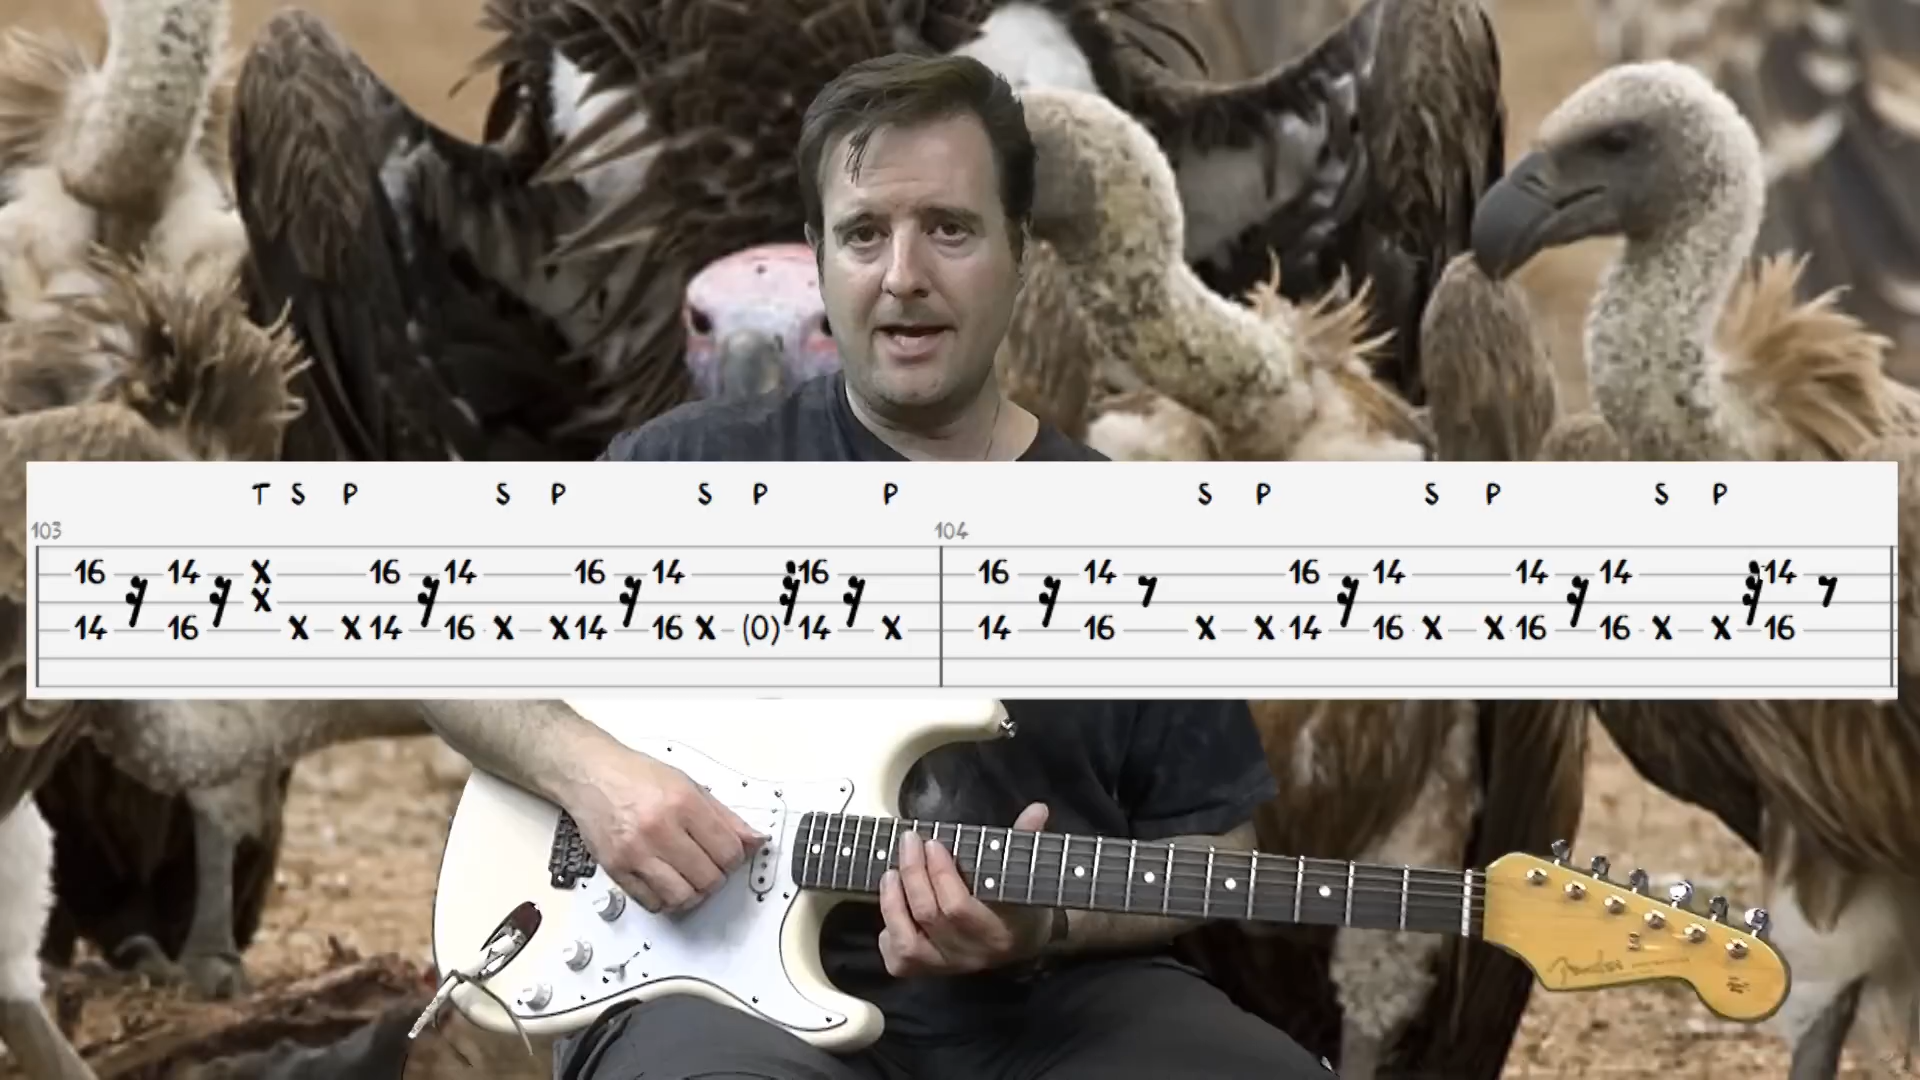 T S P S P S P P S P S P S P
103 104
16 14 X 16 14 16 14 16 16 14 16 14 14 14 14
X
14 16 X X 14 16 X X 14 16 X (0) 14 X 14 16 X X 14 16 X X 16 16 X X 16
Fender